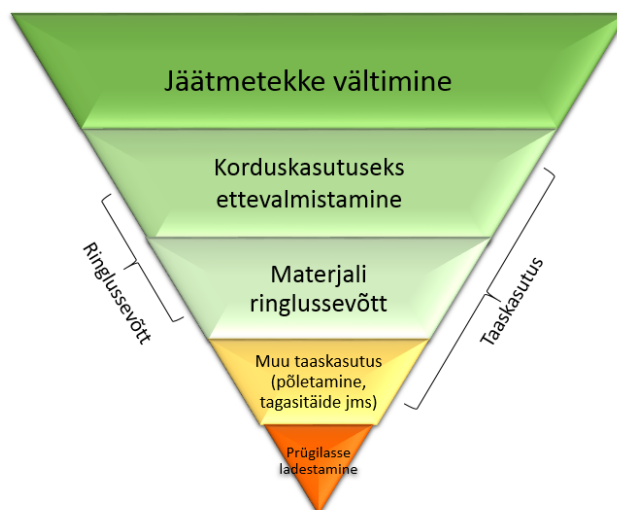 Jäätmetekke vältimine
Korduskasutuseks
ettevalmistamine
Materjali
ringlussevõtt
Muu taaskasutus
(põletamine,
tagasitäide jms)
Prügilasse
ladestamine
Ringlussevõtt
Taaskasutus